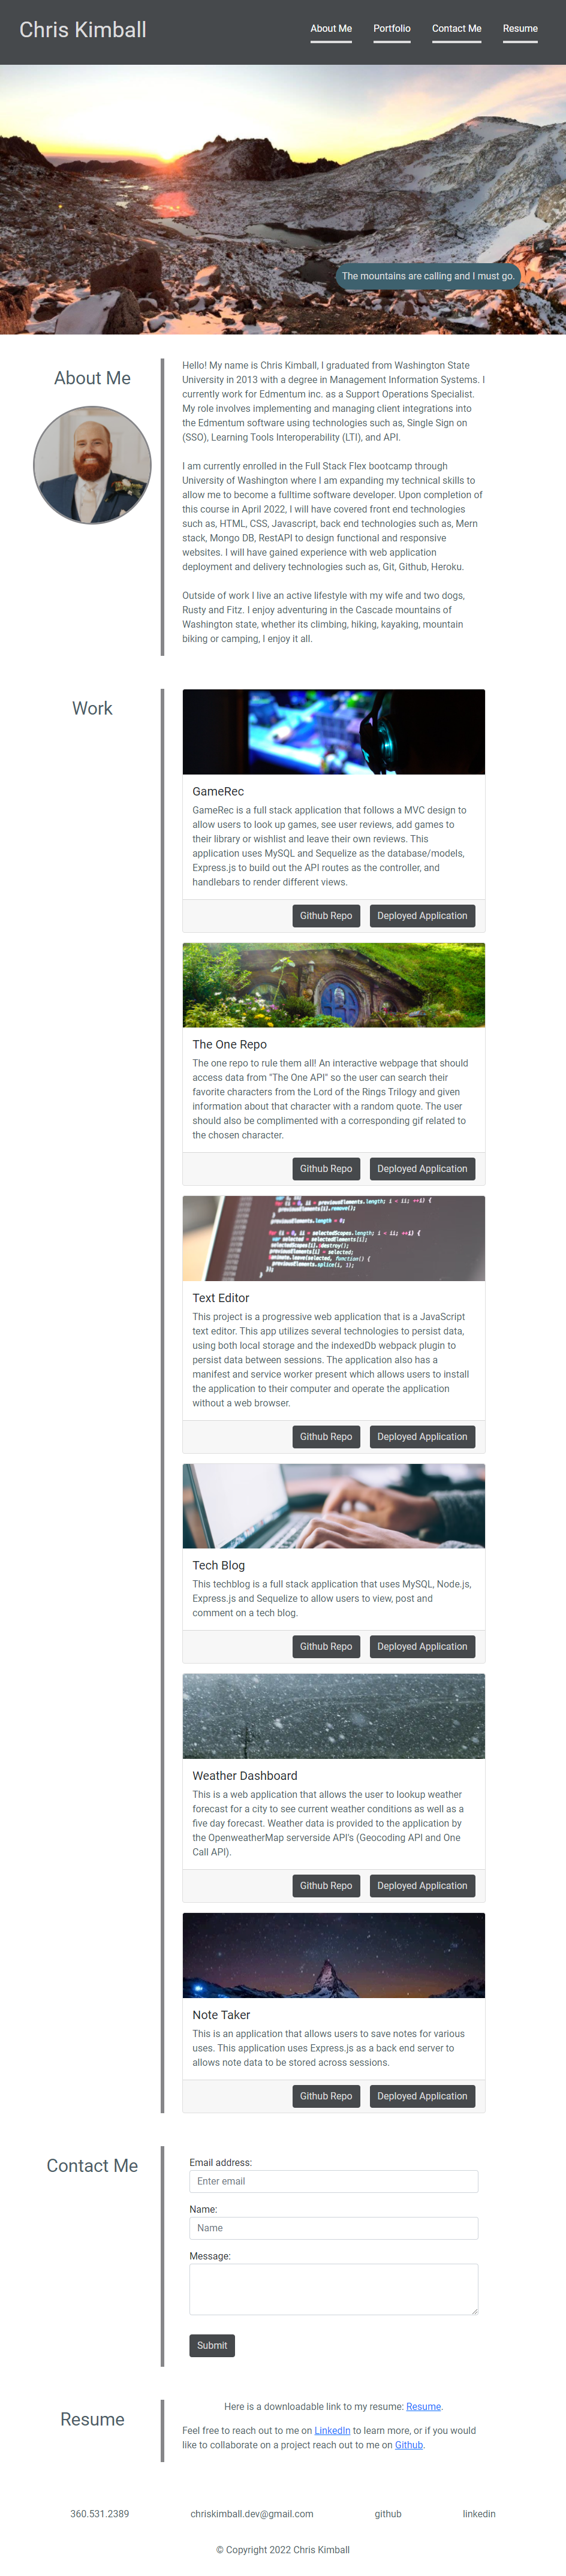 Chris Kimball
About Me
Portfolio
Contact Me
Resume
The mountains are calling and I must go.
About Me
Hello! My name is Chris Kimball, I graduated from Washington State
University in 2013 with a degree in Management Information Systems. I
currently work for Edmentum inc. as a Support Operations Specialist.
My role involves implementing and managing client integrations into
the Edmentum software using technologies such as, Single Sign on
(SSO), Learning Tools Interoperability (LTI), and API.
I am currently enrolled in the Full Stack Flex bootcamp through
University of Washington where I am expanding my technical skills to
allow me to become a fulltime software developer. Upon completion of
this course in April 2022, I will have covered front end technologies
such as, HTML, CSS, Javascript, back end technologies such as, Mern
stack, Mongo DB, RestAPI to design functional and responsive
websites. I will have gained experience with web application
deployment and delivery technologies such as, Git, Github, Heroku.
Outside of work I live an active lifestyle with my wife and two dogs,
Rusty and Fitz. I enjoy adventuring in the Cascade mountains of
Washington state, whether its climbing, hiking, kayaking, mountain
biking or camping, I enjoy it all.
Work
GameRec
GameRec is a full stack application that follows a MVC design to
allow users to look up games, see user reviews, add games to
their library or wishlist and leave their own reviews. This
application uses MySQL and Sequelize as the database/models,
Express.js to build out the API routes as the controller, and
handlebars to render different views.
Github Repo
Deployed Application
The One Repo
The one repo to rule them all! An interactive webpage that should
access data from "The One API" so the user can search their
favorite characters from the Lord of the Rings Trilogy and given
information about that character with a random quote. The user
should also be complimented with a corresponding gif related to
the chosen character.
Github Repo
Deployed Application
Text Editor
This project is a progressive web application that is a JavaScript
text editor. This app utilizes several technologies to persist data,
using both local storage and the indexedDb webpack plugin to
persist data between sessions. The application also has a
manifest and service worker present which allows users to install
the application to their computer and operate the application
without a web browser.
Github Repo
Deployed Application
Tech Blog
This techblog is a full stack application that uses MySQL, Node.js,
Express.js and Sequelize to allow users to view, post and
comment on a tech blog.
Github Repo
Deployed Application
Weather Dashboard
This is a web application that allows the user to lookup weather
forecast for a city to see current weather conditions as well as a
five day forecast. Weather data is provided to the application by
the OpenweatherMap serverside API's (Geocoding API and One
Call API).
Github Repo
Deployed Application
Note Taker
This is an application that allows users to save notes for various
uses. This application uses Express.js as a back end server to
allows note data to be stored across sessions.
Github Repo
Deployed Application
Contact Me
Email address:
Enter email
Name:
Name
Message:
Submit
Resume
Here is a downloadable link to my resume: Resume.
Feel free to reach out to me on LinkedIn to learn more, or if you would
like to collaborate on a project reach out to me on Github.
360.531.2389
chriskimball.dev@gmail.com
github
linkedin
© Copyright 2022 Chris Kimball